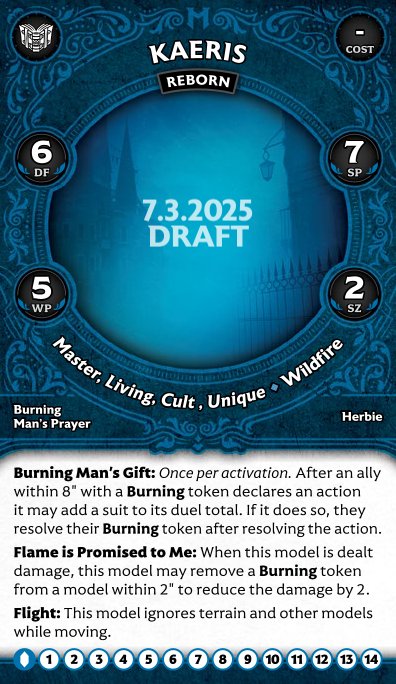 KAERIS
REBORN
-
COST
6
DF
7
SP
7.3.2025
DRAFT
5
WP
2
SZ
Master, Living, Cult , Unique ⬥ Wildfire
Burning
Man's Prayer
Herbie
Burning Man's Gift: Once per activation. After an ally
within 8" with a Burning token declares an action
it may add a suit to its duel total. If it does so, they
resolve their Burning token after resolving the action.
Flame is Promised to Me: When this model is dealt
damage, this model may remove a Burning token
from a model within 2" to reduce the damage by 2.
Flight: This model ignores terrain and other models
while moving.
1 2 3 4 5 6 7 8 9 10 11 12 13 14